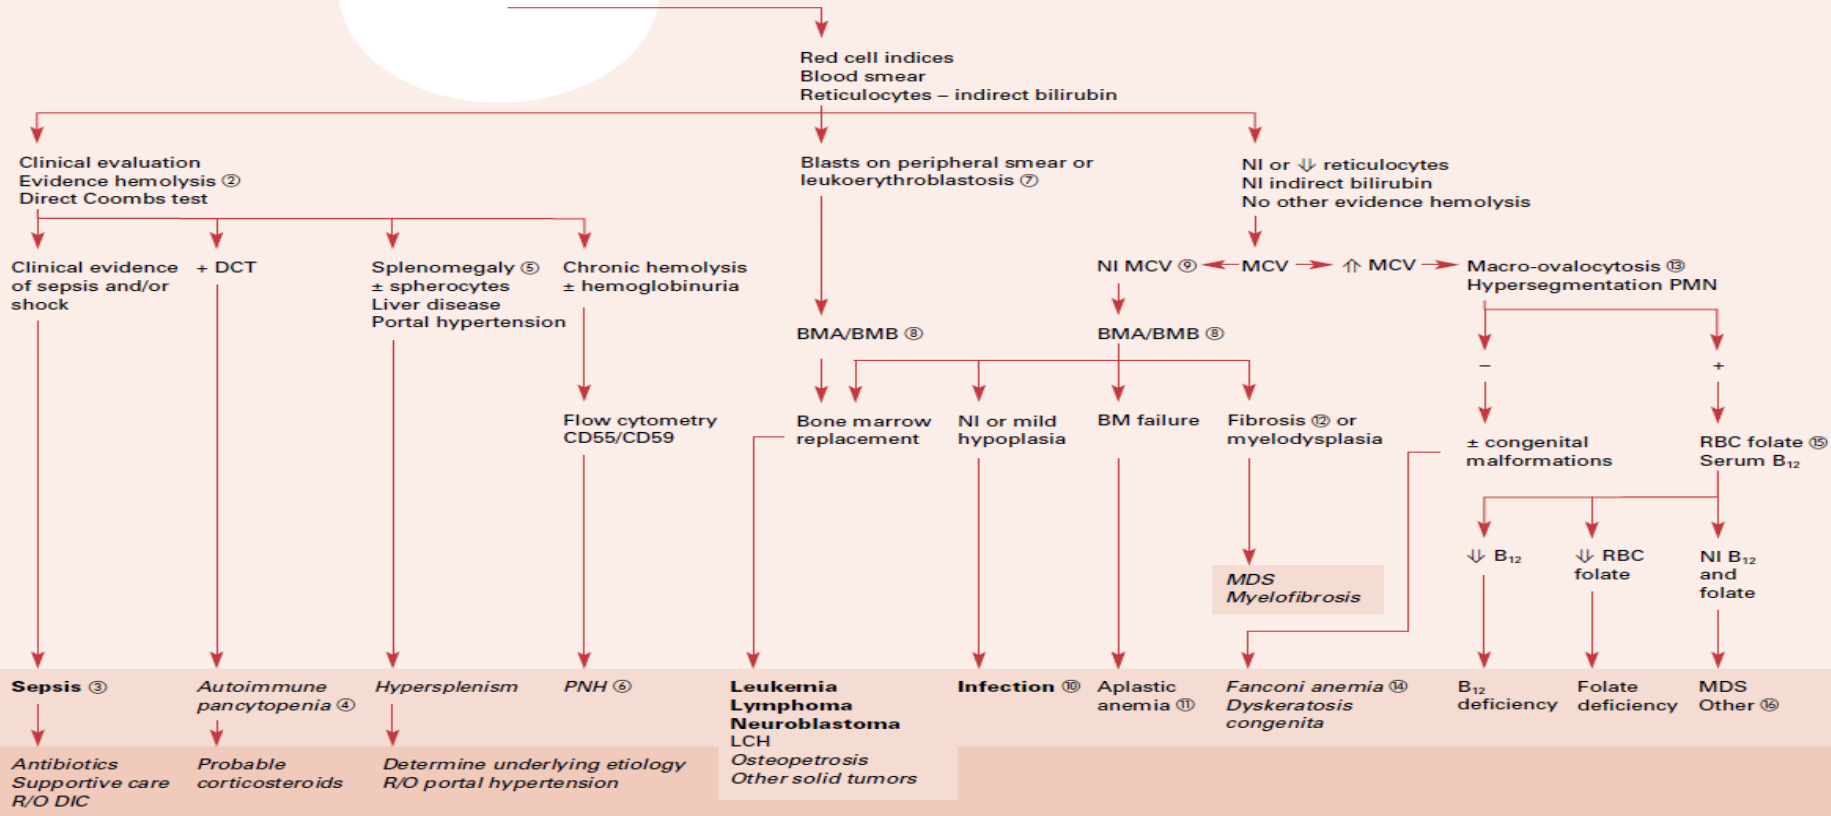 Red cell indices
Blood smear
Reticulocytes – indirect bilirubin
Clinical evaluation
Evidence hemolysis ②
Direct Coombs test
Blasts on peripheral smear or
leukoerythroblastosis ⑦
NI or ⇓ reticulocytes
NI indirect bilirubin
No other evidence hemolysis
Clinical evidence
of sepsis and/or
shock
+ DCT
Splenomegaly ⑤
± spherocytes
Liver disease
Portal hypertension
Chronic hemolysis
± hemoglobinuria
NI MCV ⑨
MCV
⇑ MCV
Macro-ovalocytosis ⑬
Hypersegmentation PMN
BMA/BMB ⑧
BMA/BMB ⑧
–
+
Flow cytometry
CD55/CD59
Bone marrow
replacement
NI or mild
hypoplasia
BM failure
Fibrosis ⑫ or
myelodysplasia
± congenital
malformations
RBC folate ⑮
Serum B₁₂
⇓ B₁₂
⇓ RBC
folate
NI B₁₂
and
folate
MDS
Myelofibrosis
Sepsis ③
Autoimmune
pancytopenia ④
Hypersplenism
PNH ⑥
Leukemia
Lymphoma
Neuroblastoma
LCH
Osteopetrosis
Other solid tumors
Infection ⑩
Aplastic
anemia ⑪
Fanconi anemia ⑭
Dyskeratosis
congenita
B₁₂
deficiency
Folate
deficiency
MDS
Other ⑯
Antibiotics
Supportive care
R/O DIC
Probable
corticosteroids
Determine underlying etiology
R/O portal hypertension